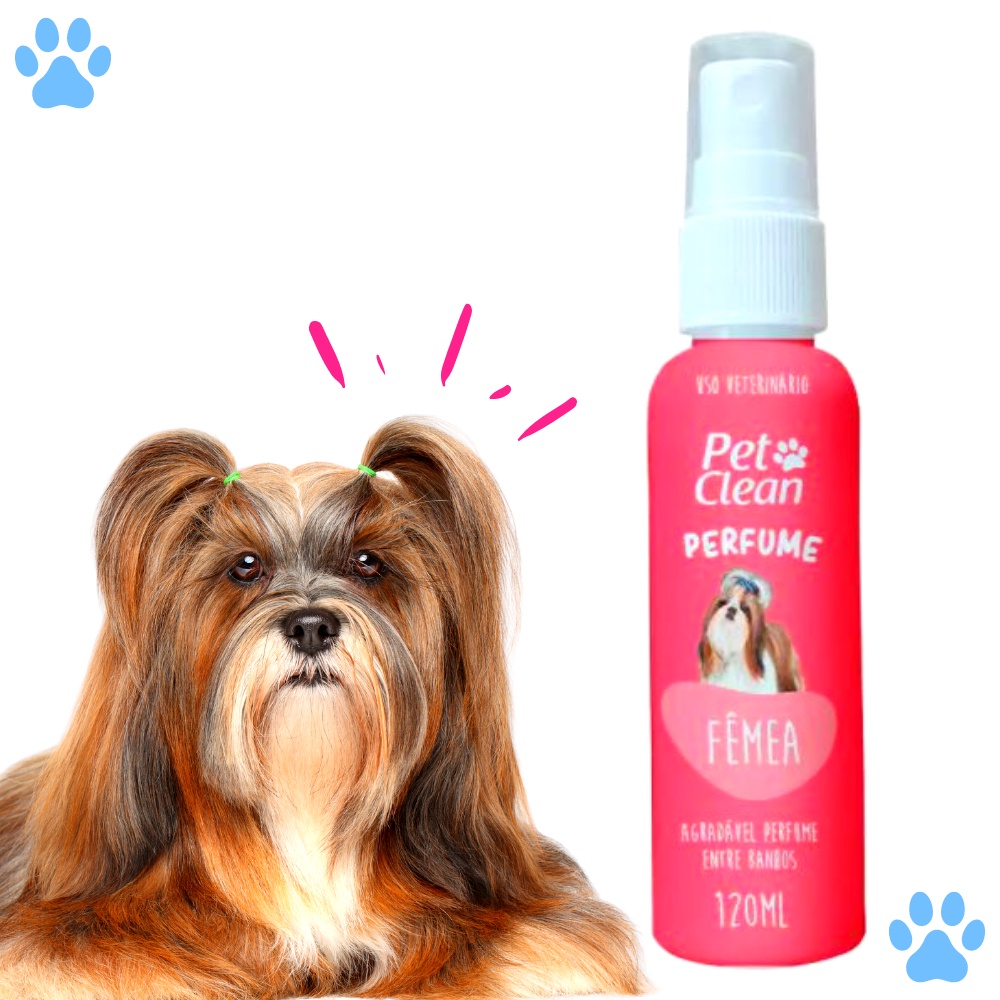 USO VETERINÁRIO
Pet
Clean
PERFUME
FÊMEA
AGRADÁVEL PERFUME
ENTRE BANHOS
120ML